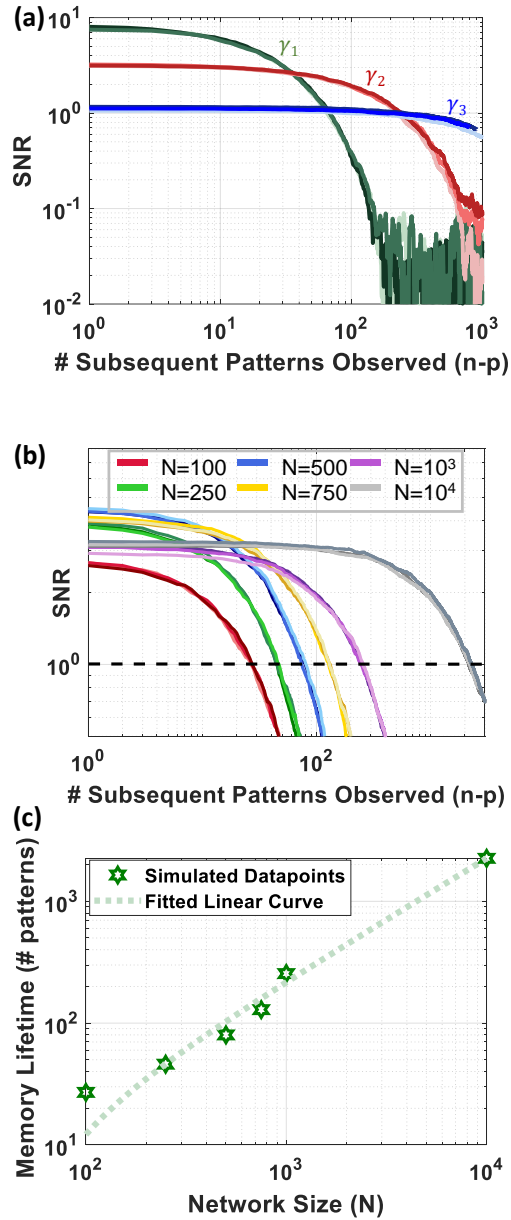 (a)
10¹
10⁰
10⁻¹
10⁻²
SNR
γ₁
γ₂
γ₃
10⁰ 10¹ 10² 10³
# Subsequent Patterns Observed (n-p)
(b)
N=100 N=500 N=10³
N=250 N=750 N=10⁴
SNR
10⁰
10⁰ 10²
# Subsequent Patterns Observed (n-p)
(c)
Memory Lifetime (# patterns)
Simulated Datapoints
Fitted Linear Curve
10³
10²
10¹
10² 10³ 10⁴
Network Size (N)